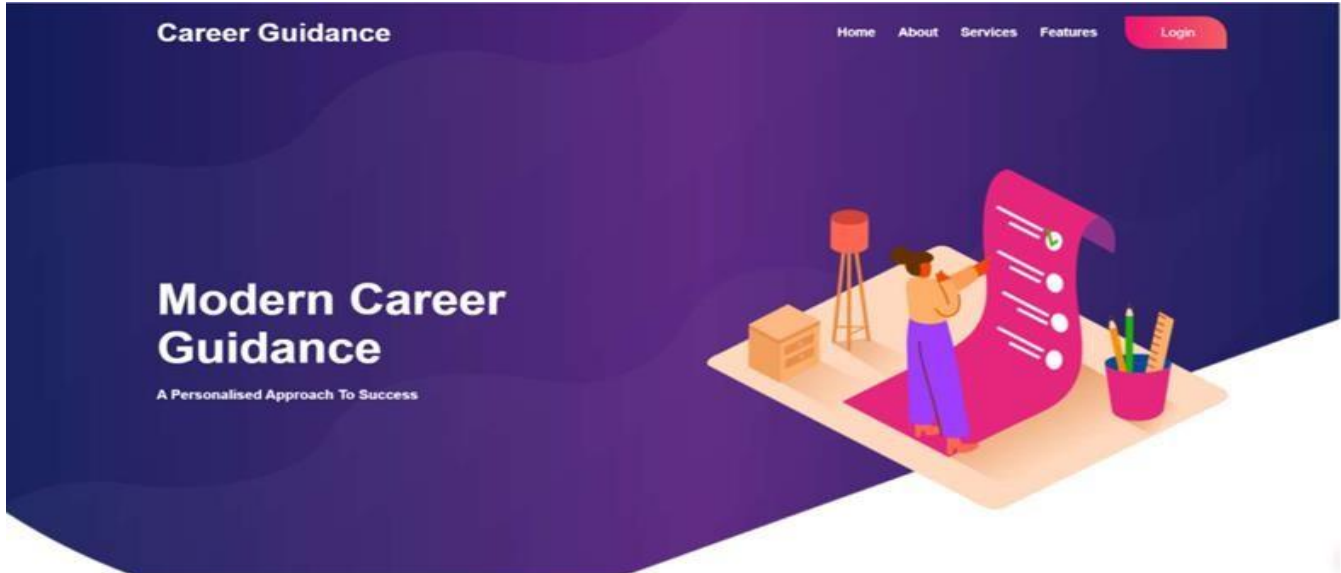 Career Guidance
Home About Services Features Login
Modern Career
Guidance
A Personalised Approach To Success